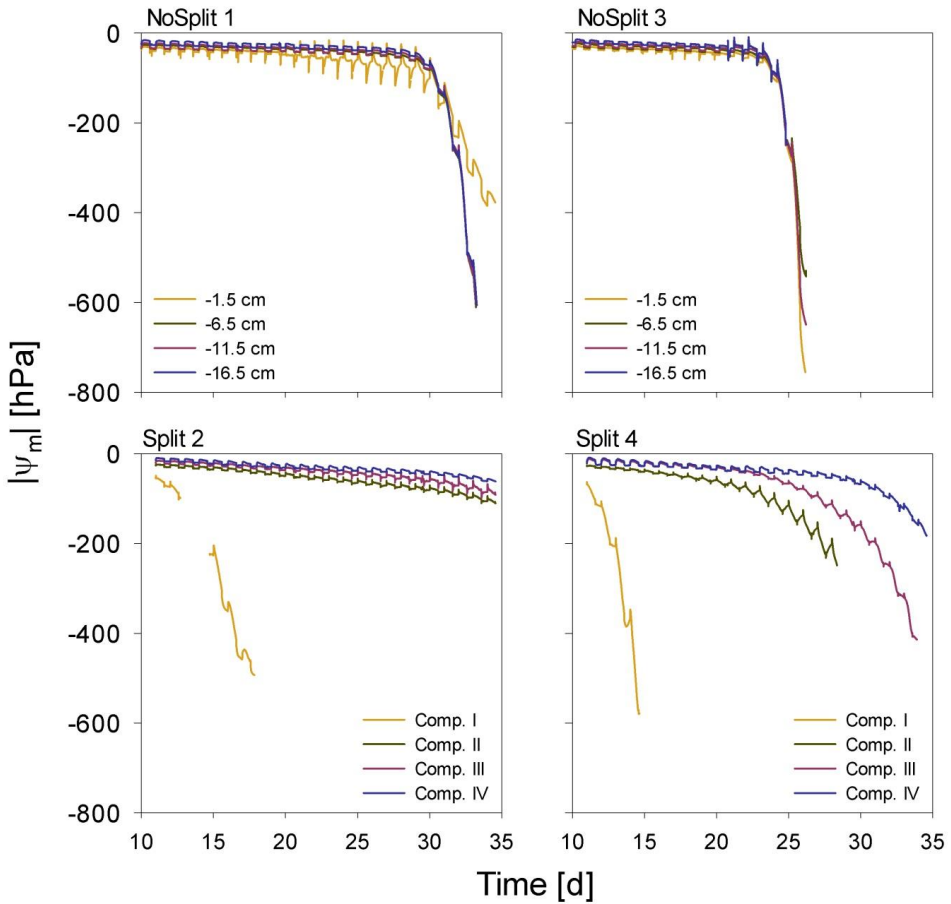 NoSplit 1
NoSplit 3
0
-200
-400
-600
-800
-1.5 cm
-6.5 cm
-11.5 cm
-16.5 cm
-1.5 cm
-6.5 cm
-11.5 cm
-16.5 cm
|Ψm| [hPa]
Split 2
Split 4
0
-200
-400
-600
-800
Comp. I
Comp. II
Comp. III
Comp. IV
Comp. I
Comp. II
Comp. III
Comp. IV
10 15 20 25 30 35
10 15 20 25 30 35
Time [d]